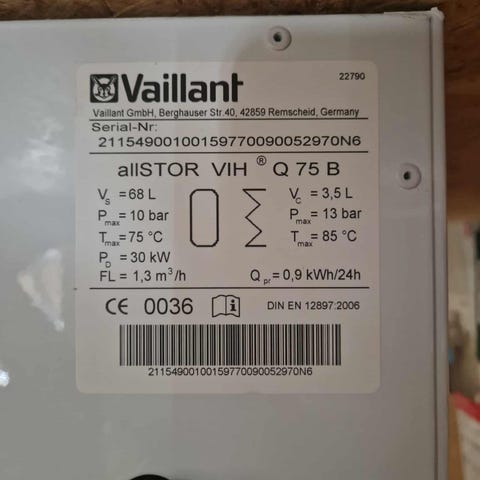 Vaillant
22790
Vaillant GmbH, Berghauser Str.40, 42859 Remscheid, Germany
Serial-Nr:
21154900100159770090052970N6
allSTOR VIH ® Q 75 B
Vs = 68 L
Pmax = 10 bar
Tmax = 75 °C
PD = 30 kW
FL = 1,3 m³/h
Vc = 3,5 L
Pmax = 13 bar
Tmax = 85 °C
Qpr = 0,9 kWh/24h
CE 0036
DIN EN 12897:2006
21154900100159770090052970N6